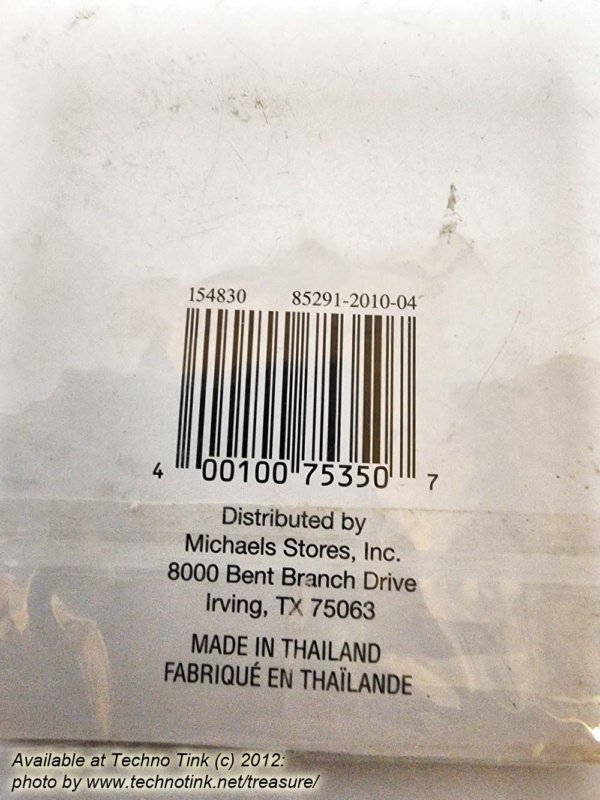 154830 85291-2010-04
4 00100 75350 7
Distributed by
Michaels Stores, Inc.
8000 Bent Branch Drive
Irving, TX 75063
MADE IN THAILAND
FABRIQUÉ EN THAÏLANDE
Available at Techno Tink (c) 2012:
photo by www.technotink.net/treasure/